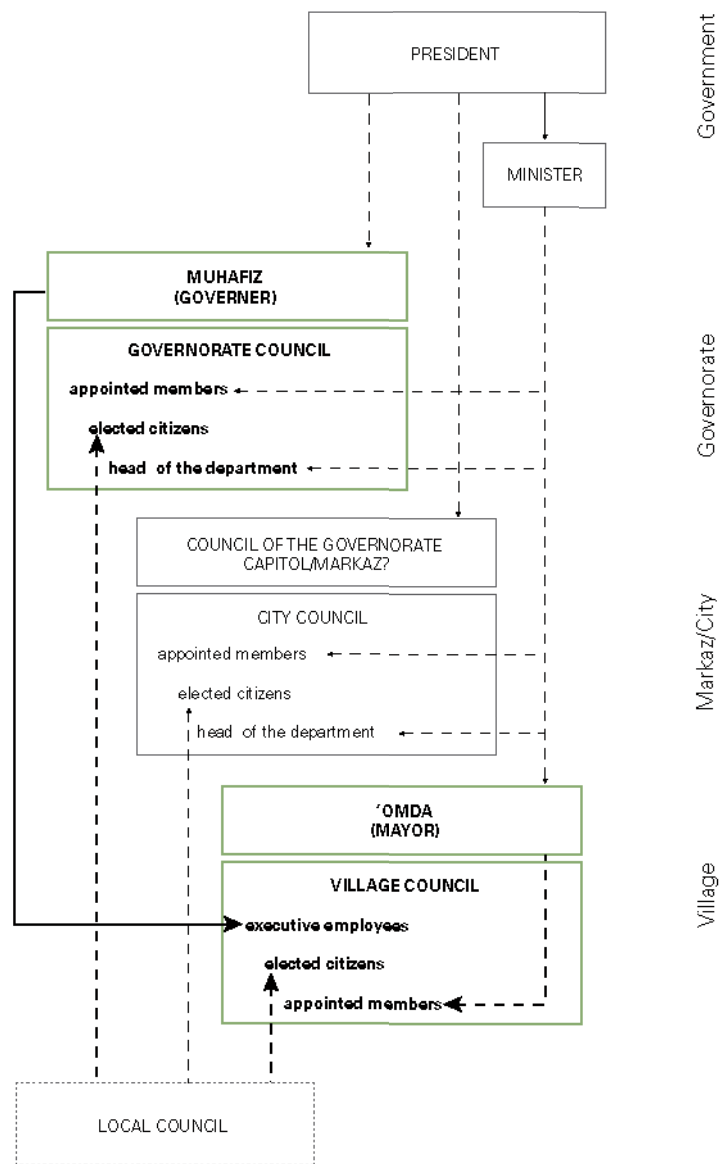 PRESIDENT
Government
MINISTER
MUHAFIZ
(GOVERNER)
GOVERNORATE COUNCIL
appointed members
elected citizens
head of the department
Governorate
COUNCIL OF THE GOVERNORATE
CAPITOL/MARKAZ?
CITY COUNCIL
appointed members
elected citizens
head of the department
Markaz/City
'OMDA
(MAYOR)
VILLAGE COUNCIL
executive employees
elected citizens
appointed members
Village
LOCAL COUNCIL